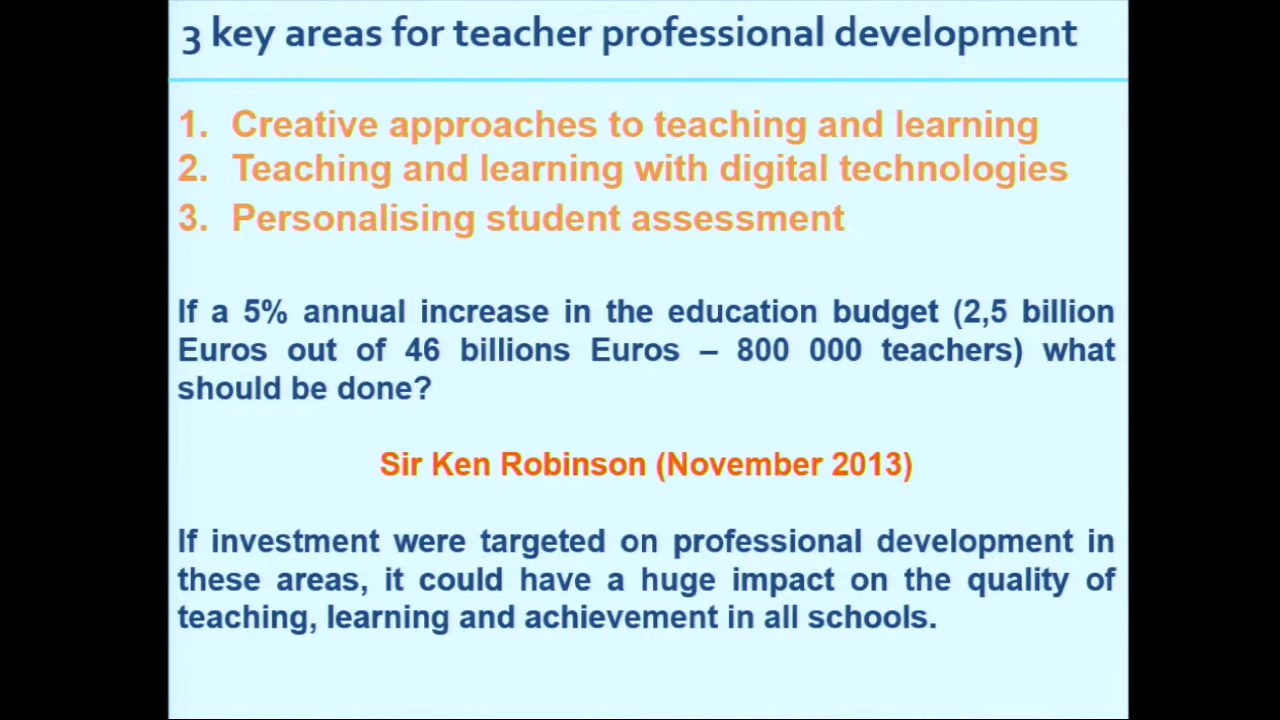 3 key areas for teacher professional development
1. Creative approaches to teaching and learning
2. Teaching and learning with digital technologies
3. Personalising student assessment
If a 5% annual increase in the education budget (2,5 billion
Euros out of 46 billions Euros – 800 000 teachers) what
should be done?
Sir Ken Robinson (November 2013)
If investment were targeted on professional development in
these areas, it could have a huge impact on the quality of
teaching, learning and achievement in all schools.